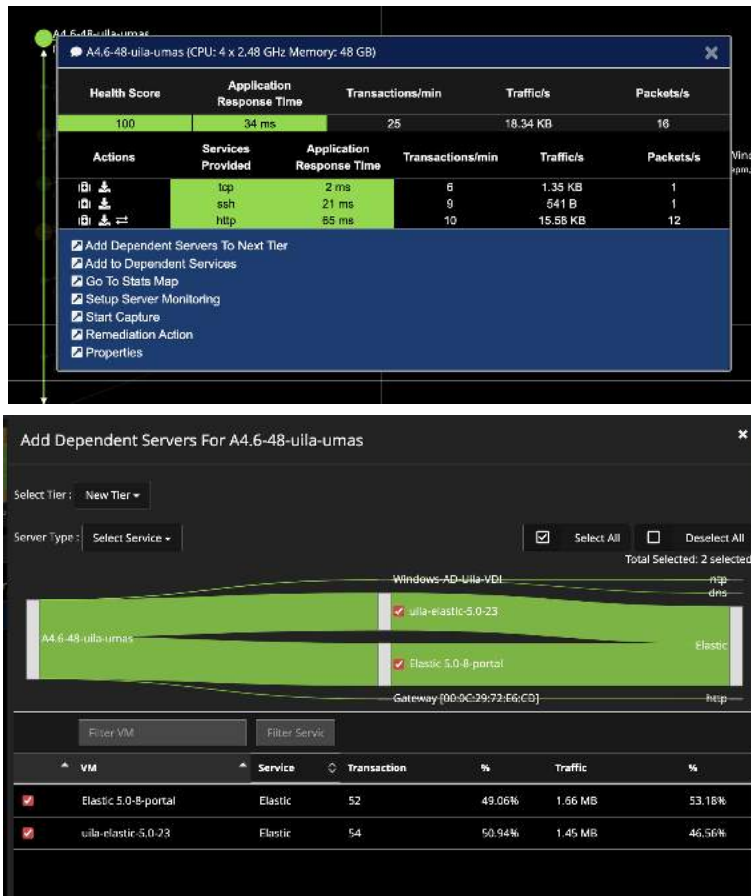 A4.6-48-uila-umas
A4.6-48-uila-umas (CPU: 4 x 2.48 GHz Memory: 48 GB)
Health Score Application Response Time Transactions/min Traffic/s Packets/s
100 34 ms 25 18.34 KB 16
Actions Services Provided Application Response Time Transactions/min Traffic/s Packets/s
tcp 2 ms 6 1.35 KB 1
ssh 21 ms 9 541 B 1
http 65 ms 10 15.58 KB 12
Add Dependent Servers To Next Tier
Add to Dependent Services
Go To Stats Map
Setup Server Monitoring
Start Capture
Remediation Action
Properties
Add Dependent Servers For A4.6-48-uila-umas
Select Tier : New Tier
Server Type : Select Service
Select All Deselect All
Total Selected: 2 selected
Windows-AD-Uila-VDI ntp
dns
uila-elastic-5.0-23
A4.6-48-uila-umas Elastic
Elastic 5.0-8-portal
Gateway [00:0C:29:72:E6:CD] http
Filter VM Filter Servic
VM Service Transaction % Traffic %
Elastic 5.0-8-portal Elastic 52 49.06% 1.66 MB 53.18%
uila-elastic-5.0-23 Elastic 54 50.94% 1.45 MB 46.56%